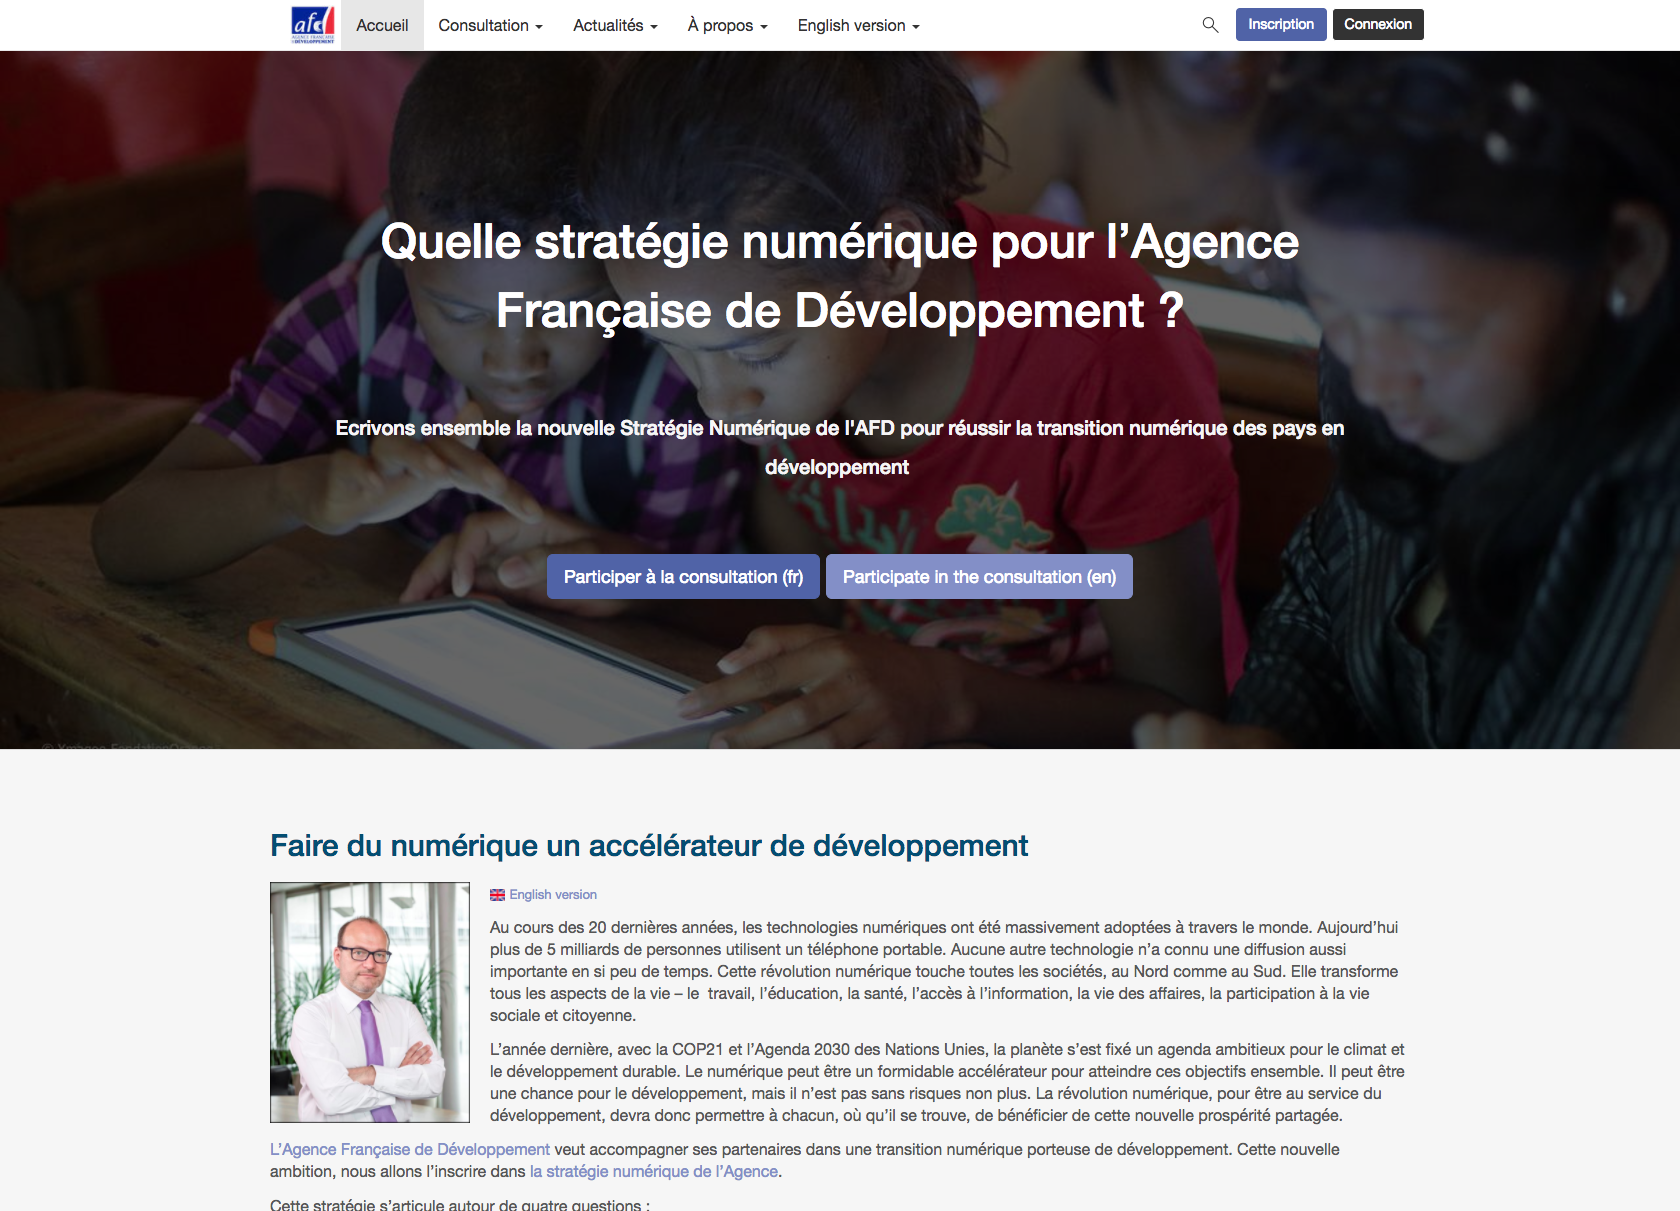 afd
AGENCE FRANÇAISE
DE DÉVELOPPEMENT
Accueil
Consultation
Actualités
À propos
English version
Inscription
Connexion
Quelle stratégie numérique pour l’Agence
Française de Développement ?
Ecrivons ensemble la nouvelle Stratégie Numérique de l'AFD pour réussir la transition numérique des pays en
développement
Participer à la consultation (fr)
Participate in the consultation (en)
Faire du numérique un accélérateur de développement
English version
Au cours des 20 dernières années, les technologies numériques ont été massivement adoptées à travers le monde. Aujourd’hui
plus de 5 milliards de personnes utilisent un téléphone portable. Aucune autre technologie n’a connu une diffusion aussi
importante en si peu de temps. Cette révolution numérique touche toutes les sociétés, au Nord comme au Sud. Elle transforme
tous les aspects de la vie – le  travail, l’éducation, la santé, l’accès à l’information, la vie des affaires, la participation à la vie
sociale et citoyenne.
L’année dernière, avec la COP21 et l’Agenda 2030 des Nations Unies, la planète s’est fixé un agenda ambitieux pour le climat et
le développement durable. Le numérique peut être un formidable accélérateur pour atteindre ces objectifs ensemble. Il peut être
une chance pour le développement, mais il n’est pas sans risques non plus. La révolution numérique, pour être au service du
développement, devra donc permettre à chacun, où qu’il se trouve, de bénéficier de cette nouvelle prospérité partagée.
L’Agence Française de Développement veut accompagner ses partenaires dans une transition numérique porteuse de développement. Cette nouvelle
ambition, nous allons l’inscrire dans la stratégie numérique de l’Agence.
Cette stratégie s’articule autour de quatre questions :